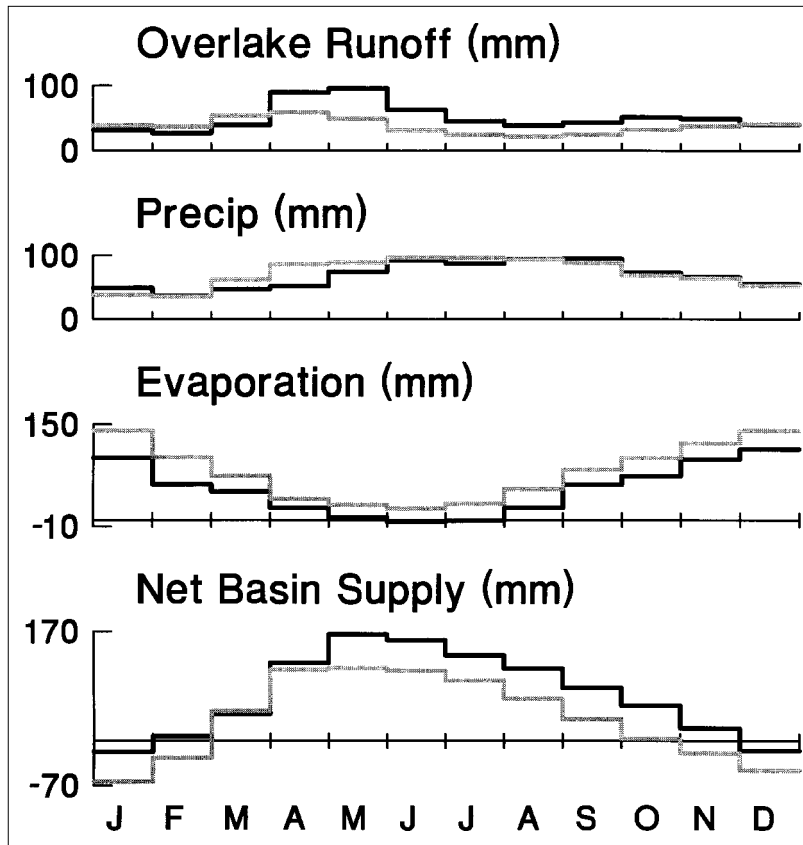 Overlake Runoff (mm)
100
0
Precip (mm)
100
0
Evaporation (mm)
150
-10
Net Basin Supply (mm)
170
-70
J F M A M J J A S O N D